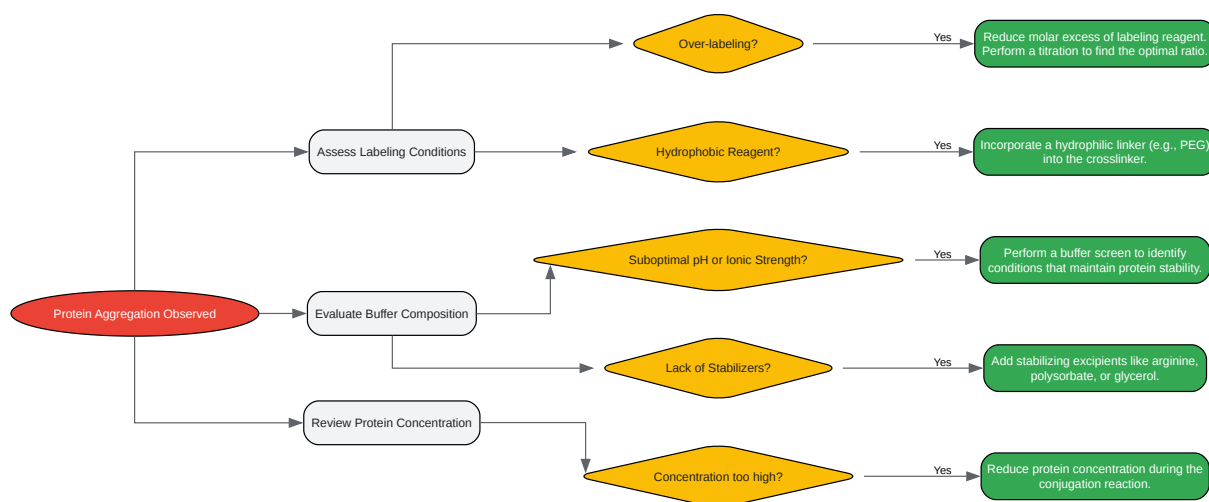 Over-labeling?
Yes
Reduce molar excess of labeling reagent.
Perform a titration to find the optimal ratio.
Assess Labeling Conditions
Hydrophobic Reagent?
Yes
Incorporate a hydrophilic linker (e.g., PEG)
into the crosslinker.
Suboptimal pH or Ionic Strength?
Yes
Perform a buffer screen to identify
conditions that maintain protein stability.
Protein Aggregation Observed
Evaluate Buffer Composition
Lack of Stabilizers?
Yes
Add stabilizing excipients like arginine,
polysorbate, or glycerol.
Review Protein Concentration
Concentration too high?
Yes
Reduce protein concentration during the
conjugation reaction.